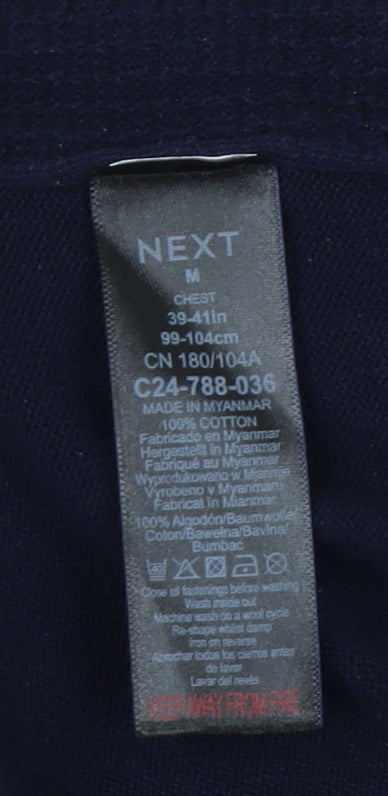 NEXT
M
CHEST
39-41in
99-104cm
CN 180/104A
C24-788-036
MADE IN MYANMAR
100% COTTON
Fabricado en Myanmar
Hergestellt in Myanmar
Fabriqué au Myanmar
Wyprodukowano w Mjanmie
Vyrobeno v Myanmaru
Fabricat în Mianmar
100% Algodón/Baumwolle/
Coton/Bawełna/Bavlna/
Bumbac
40
Close all fastenings before washing
Wash inside out
Machine wash on a wool cycle
Re-shape whilst damp
Iron on reverse
Abrochar todos los cierres antes
de lavar
Lavar del revés
KEEP AWAY FROM FIRE